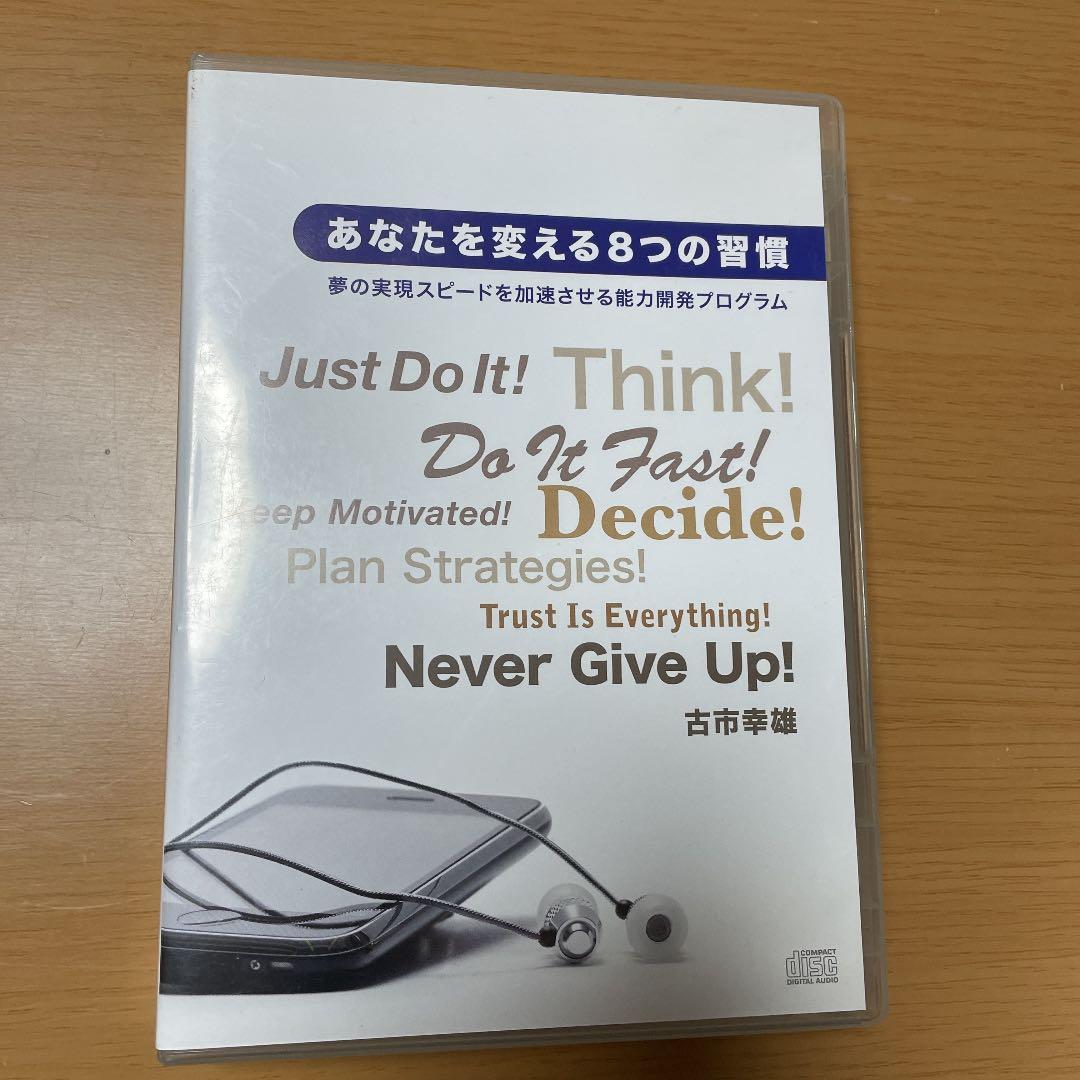 あなたを変える8つの習慣
夢の実現スピードを加速させる能力開発プログラム
Just Do It! Think!
Do It Fast!
eep Motivated! Decide!
Plan Strategies!
Trust Is Everything!
Never Give Up!
古市幸雄
COMPACT
disc
DIGITAL AUDIO